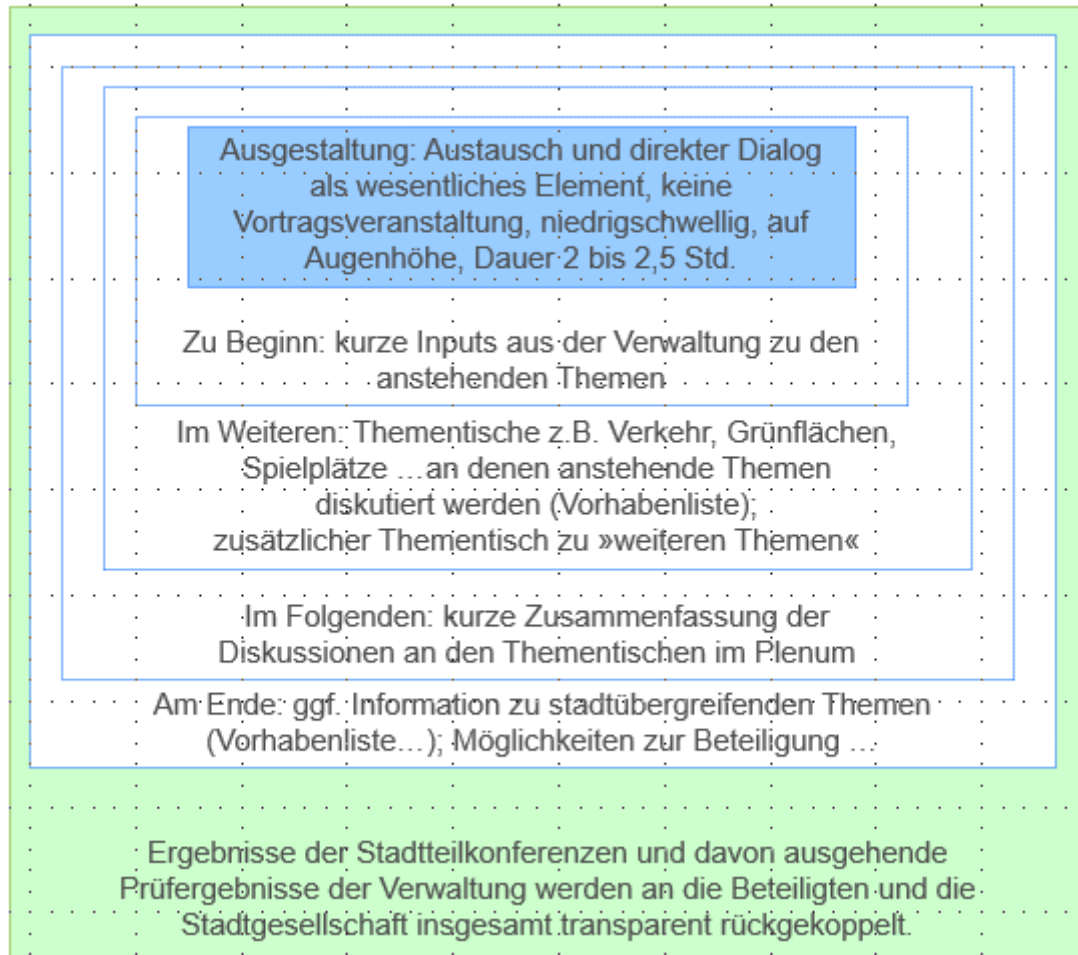 Ausgestaltung: Austausch und direkter Dialog
als wesentliches Element, keine
Vortragsveranstaltung, niedrigschwellig, auf
Augenhöhe, Dauer 2 bis 2,5 Std.
Zu Beginn: kurze Inputs aus der Verwaltung zu den
anstehenden Themen
Im Weiteren: Thementische z.B. Verkehr, Grünflächen,
Spielplätze …an denen anstehende Themen
diskutiert werden (Vorhabenliste);
zusätzlicher Thementisch zu »weiteren Themen«
Im Folgenden: kurze Zusammenfassung der
Diskussionen an den Thementischen im Plenum
Am Ende: ggf. Information zu stadtübergreifenden Themen
(Vorhabenliste…); Möglichkeiten zur Beteiligung …
Ergebnisse der Stadtteilkonferenzen und davon ausgehende
Prüfergebnisse der Verwaltung werden an die Beteiligten und die
Stadtgesellschaft insgesamt transparent rückgekoppelt.